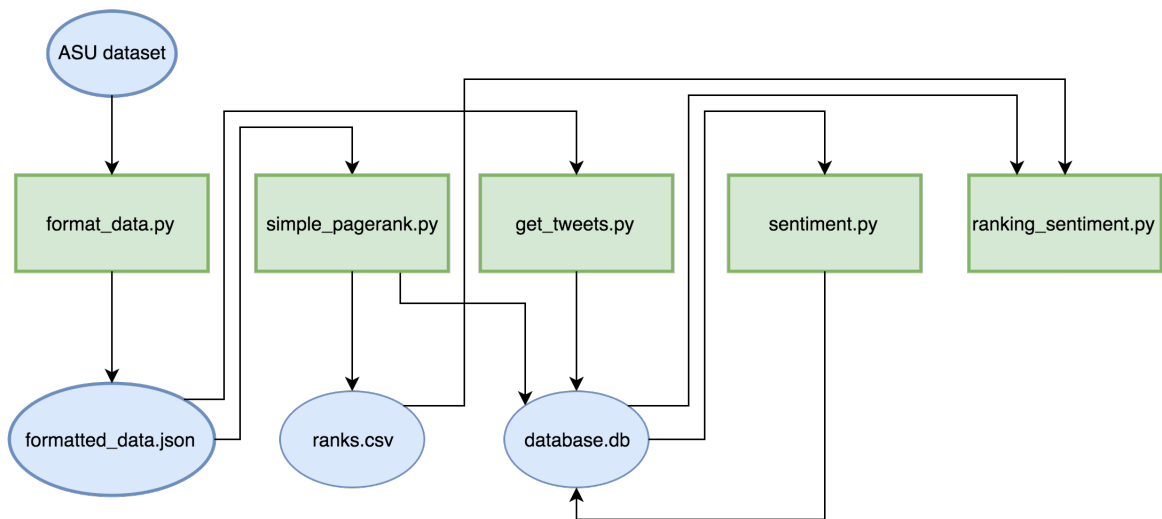 ASU dataset
format_data.py
simple_pagerank.py
get_tweets.py
sentiment.py
ranking_sentiment.py
formatted_data.json
ranks.csv
database.db